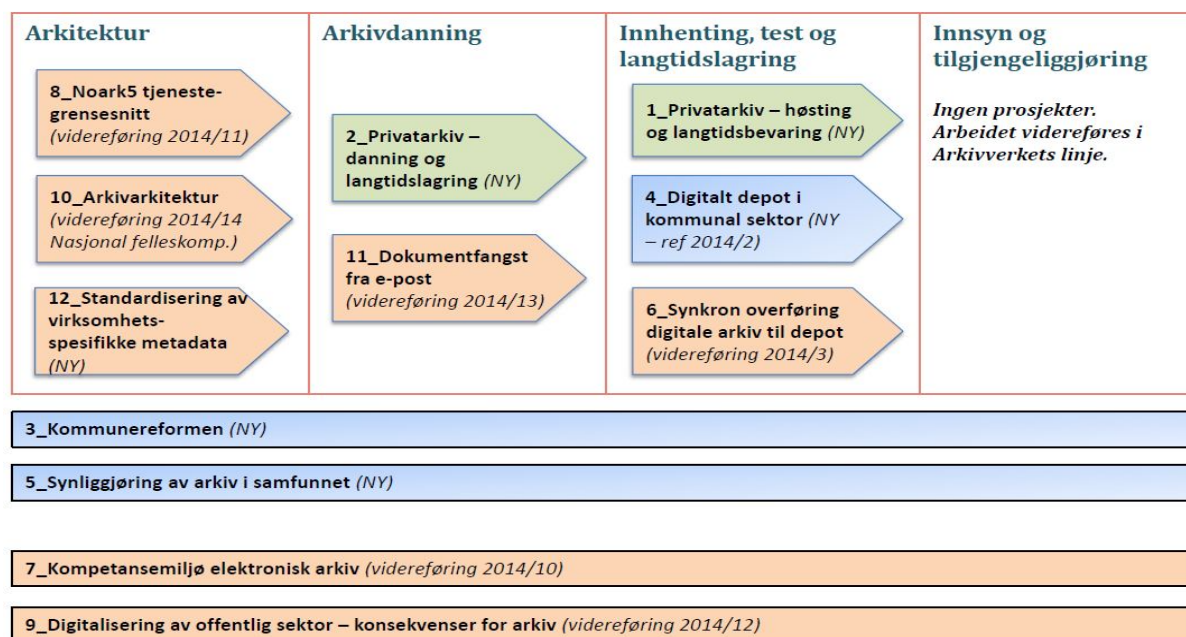 Arkitektur
8_Noark5 tjeneste-
grensesnitt
(videreføring 2014/11)
10_Arkivarkitektur
(videreføring 2014/14
Nasjonal felleskomp.)
12_Standardisering av
virksomhets-
spesifikke metadata
(NY)
Arkivdanning
2_Privatarkiv –
danning og
langtidslagring (NY)
11_Dokumentfangst
fra e-post
(videreføring 2014/13)
Innhenting, test og
langtidslagring
1_Privatarkiv – høsting
og langtidsbevaring (NY)
4_Digitalt depot i
kommunal sektor (NY
– ref 2014/2)
6_Synkron overføring
digitale arkiv til depot
(videreføring 2014/3)
Innsyn og
tilgjengeliggjøring
Ingen prosjekter.
Arbeidet videreføres i
Arkivverkets linje.
3_Kommunereformen (NY)
5_Synliggjøring av arkiv i samfunnet (NY)
7_Kompetansemiljø elektronisk arkiv (videreføring 2014/10)
9_Digitalisering av offentlig sektor – konsekvenser for arkiv (videreføring 2014/12)